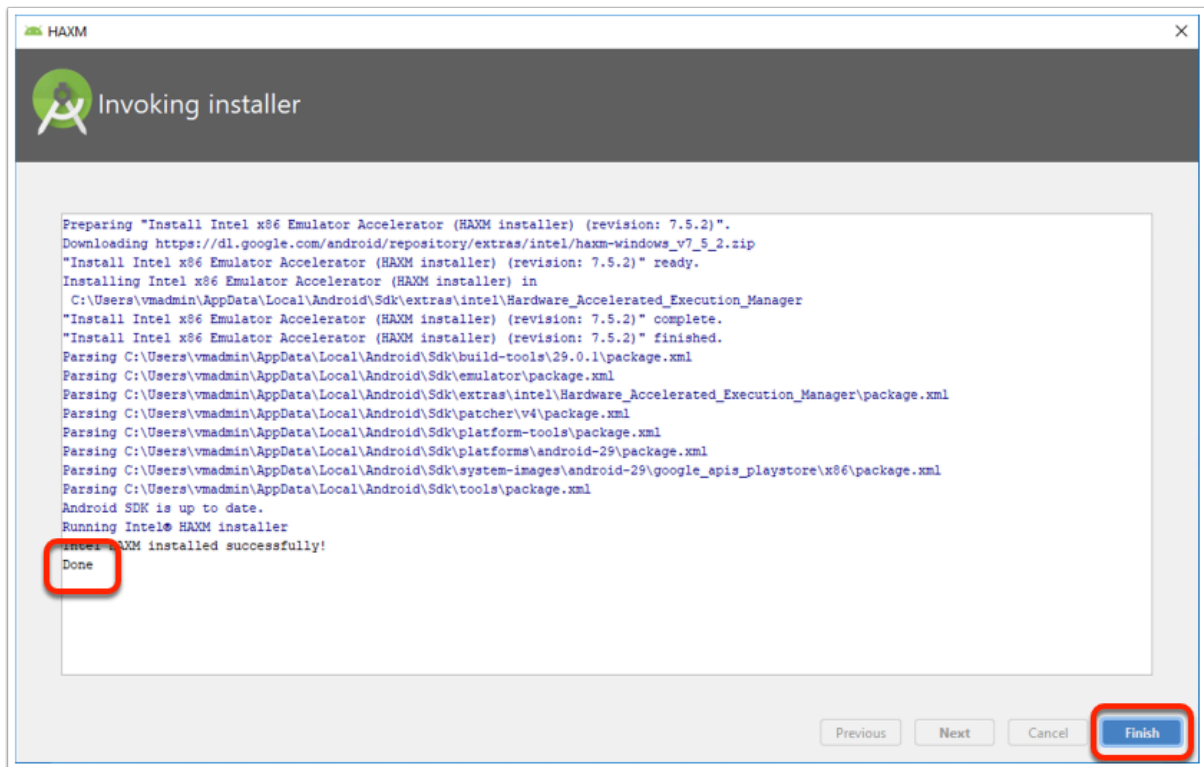 HAXM
Invoking installer
Preparing "Install Intel x86 Emulator Accelerator (HAXM installer) (revision: 7.5.2)".
Downloading https://dl.google.com/android/repository/extras/intel/haxm-windows_v7_5_2.zip
"Install Intel x86 Emulator Accelerator (HAXM installer) (revision: 7.5.2)" ready.
Installing Intel x86 Emulator Accelerator (HAXM installer) in
C:\Users\vmadmin\AppData\Local\Android\Sdk\extras\intel\Hardware_Accelerated_Execution_Manager
"Install Intel x86 Emulator Accelerator (HAXM installer) (revision: 7.5.2)" complete.
"Install Intel x86 Emulator Accelerator (HAXM installer) (revision: 7.5.2)" finished.
Parsing C:\Users\vmadmin\AppData\Local\Android\Sdk\build-tools\29.0.1\package.xml
Parsing C:\Users\vmadmin\AppData\Local\Android\Sdk\emulator\package.xml
Parsing C:\Users\vmadmin\AppData\Local\Android\Sdk\extras\intel\Hardware_Accelerated_Execution_Manager\package.xml
Parsing C:\Users\vmadmin\AppData\Local\Android\Sdk\patcher\v4\package.xml
Parsing C:\Users\vmadmin\AppData\Local\Android\Sdk\platform-tools\package.xml
Parsing C:\Users\vmadmin\AppData\Local\Android\Sdk\platforms\android-29\package.xml
Parsing C:\Users\vmadmin\AppData\Local\Android\Sdk\system-images\android-29\google_apis_playstore\x86\package.xml
Parsing C:\Users\vmadmin\AppData\Local\Android\Sdk\tools\package.xml
Android SDK is up to date.
Running Intel® HAXM installer
Intel HAXM installed successfully!
Done
Previous Next Cancel Finish